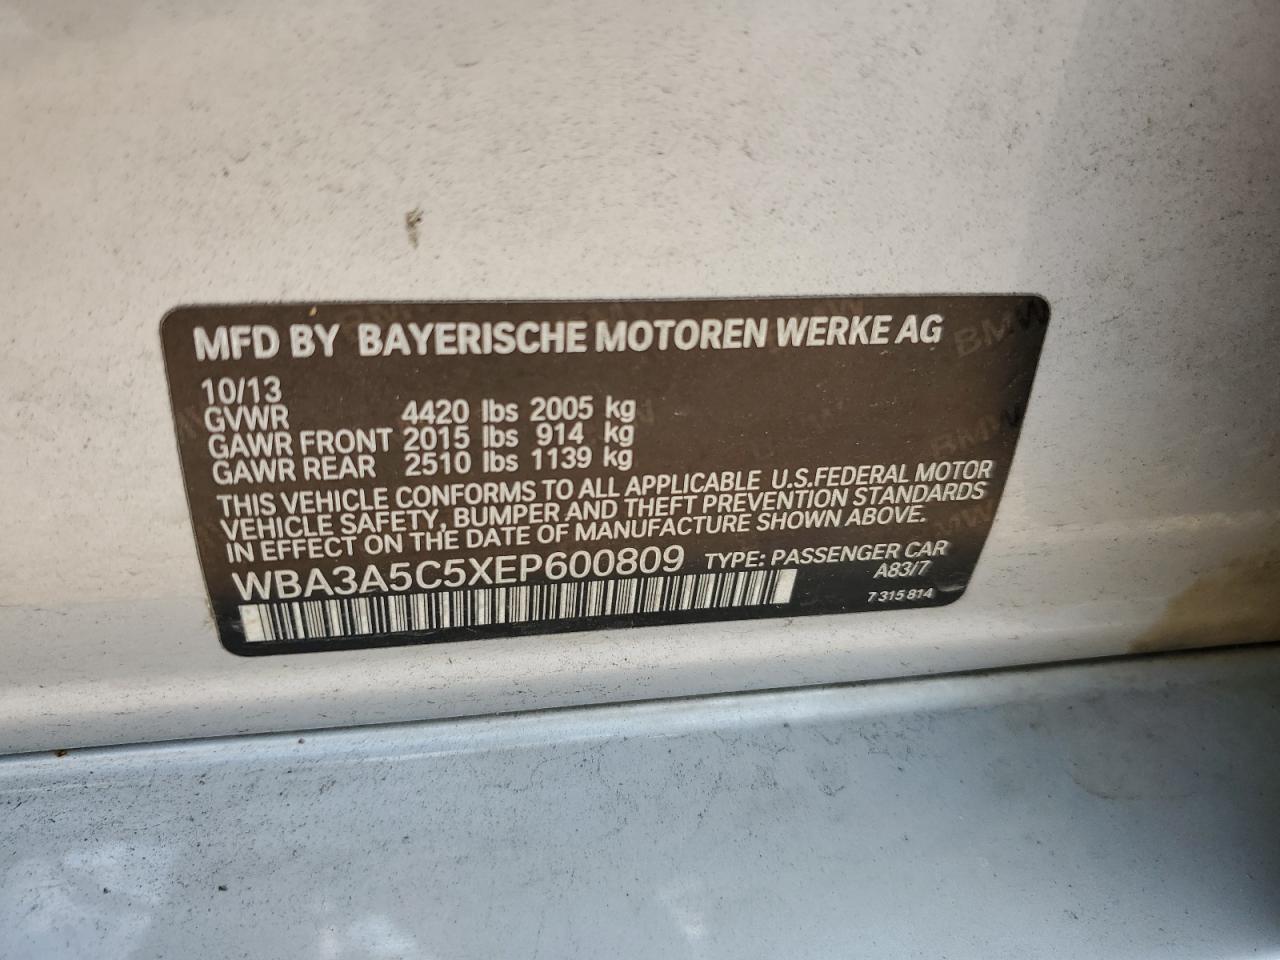 MFD BY BAYERISCHE MOTOREN WERKE AG
10/13
GVWR 4420 lbs 2005 kg
GAWR FRONT 2015 lbs 914 kg
GAWR REAR 2510 lbs 1139 kg
THIS VEHICLE CONFORMS TO ALL APPLICABLE U.S.FEDERAL MOTOR
VEHICLE SAFETY, BUMPER AND THEFT PREVENTION STANDARDS
IN EFFECT ON THE DATE OF MANUFACTURE SHOWN ABOVE.
WBA3A5C5XEP600809 TYPE: PASSENGER CAR
A83/7
7 315 814